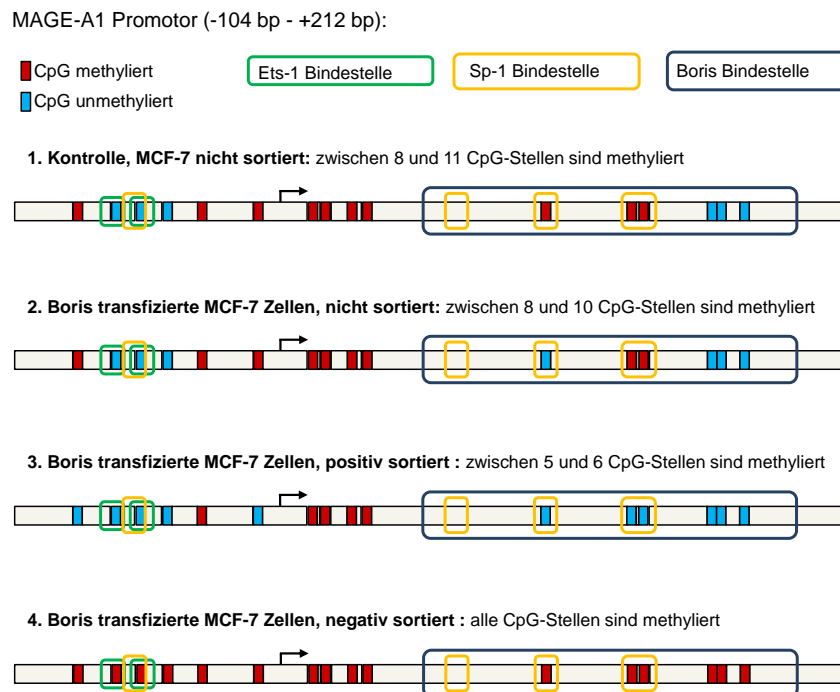 MAGE-A1 Promotor (-104 bp - +212 bp):
CpG methyliert
Ets-1 Bindestelle
Sp-1 Bindestelle
Boris Bindestelle
CpG unmethyliert
1. Kontrolle, MCF-7 nicht sortiert: zwischen 8 und 11 CpG-Stellen sind methyliert
2. Boris transfizierte MCF-7 Zellen, nicht sortiert: zwischen 8 und 10 CpG-Stellen sind methyliert
3. Boris transfizierte MCF-7 Zellen, positiv sortiert : zwischen 5 und 6 CpG-Stellen sind methyliert
4. Boris transfizierte MCF-7 Zellen, negativ sortiert : alle CpG-Stellen sind methyliert